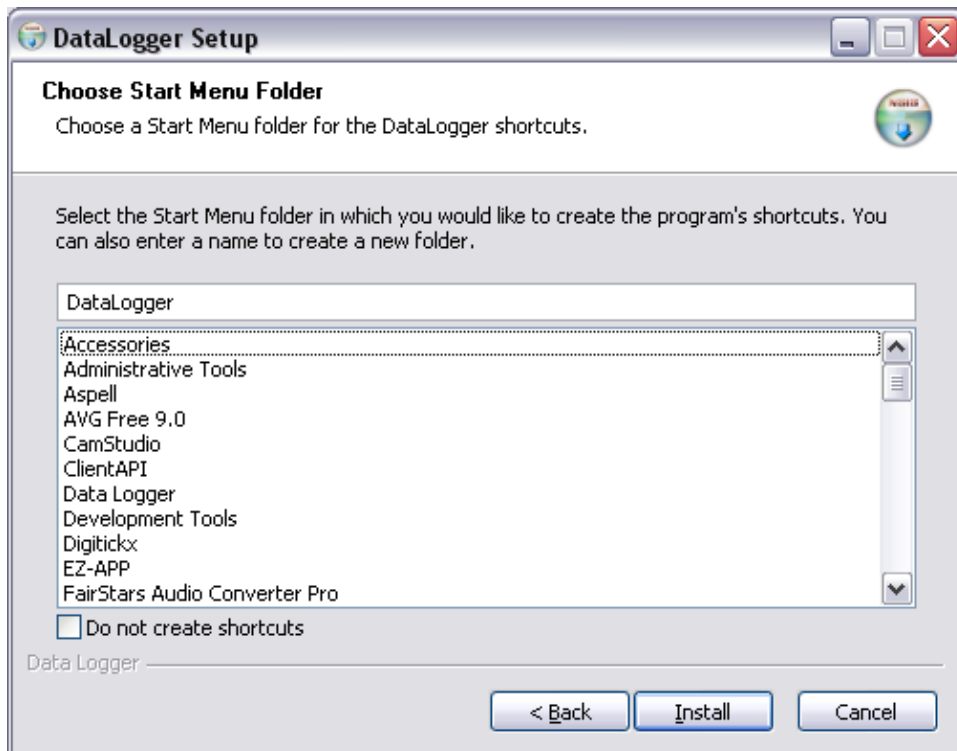 DataLogger Setup
Choose Start Menu Folder
Choose a Start Menu folder for the DataLogger shortcuts.
Select the Start Menu folder in which you would like to create the program's shortcuts. You
can also enter a name to create a new folder.
DataLogger
Accessories
Administrative Tools
Aspell
AVG Free 9.0
CamStudio
ClientAPI
Data Logger
Development Tools
Digitickx
EZ-APP
FairStars Audio Converter Pro
Do not create shortcuts
Data Logger
< Back
Install
Cancel